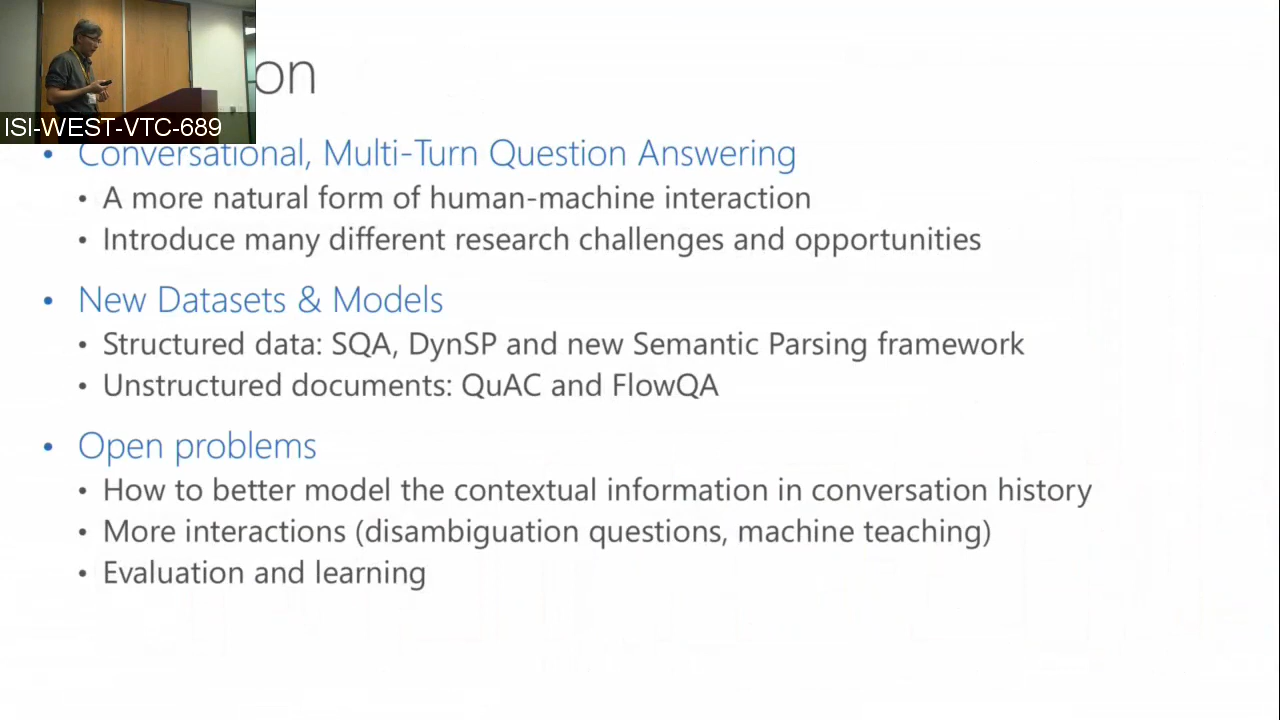 on
ISI-WEST-VTC-689
• Conversational, Multi-Turn Question Answering
• A more natural form of human-machine interaction
• Introduce many different research challenges and opportunities
• New Datasets & Models
• Structured data: SQA, DynSP and new Semantic Parsing framework
• Unstructured documents: QuAC and FlowQA
• Open problems
• How to better model the contextual information in conversation history
• More interactions (disambiguation questions, machine teaching)
• Evaluation and learning